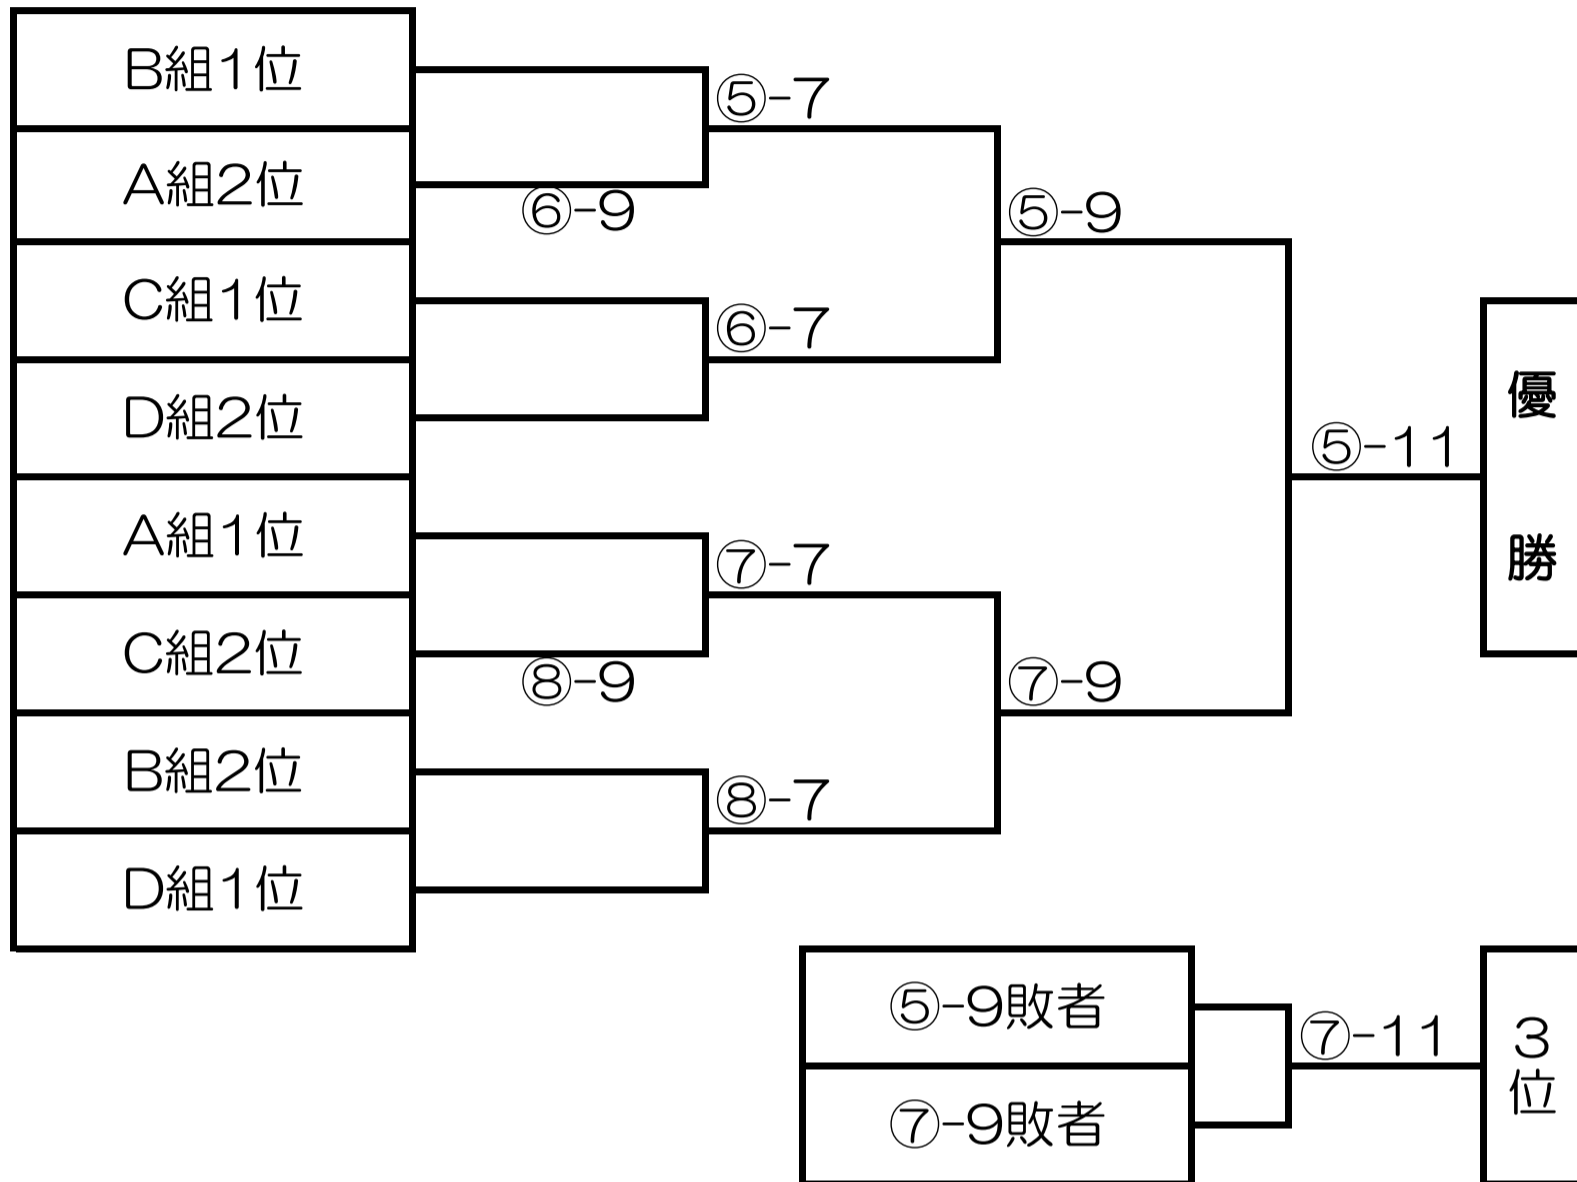 B組1位
⑤-7
A組2位
⑥-9
⑤-9
C組1位
⑥-7
D組2位
優勝
⑤-11
A組1位
⑦-7
C組2位
⑧-9
⑦-9
B組2位
⑧-7
D組1位
⑤-9敗者
⑦-11
3位
⑦-9敗者